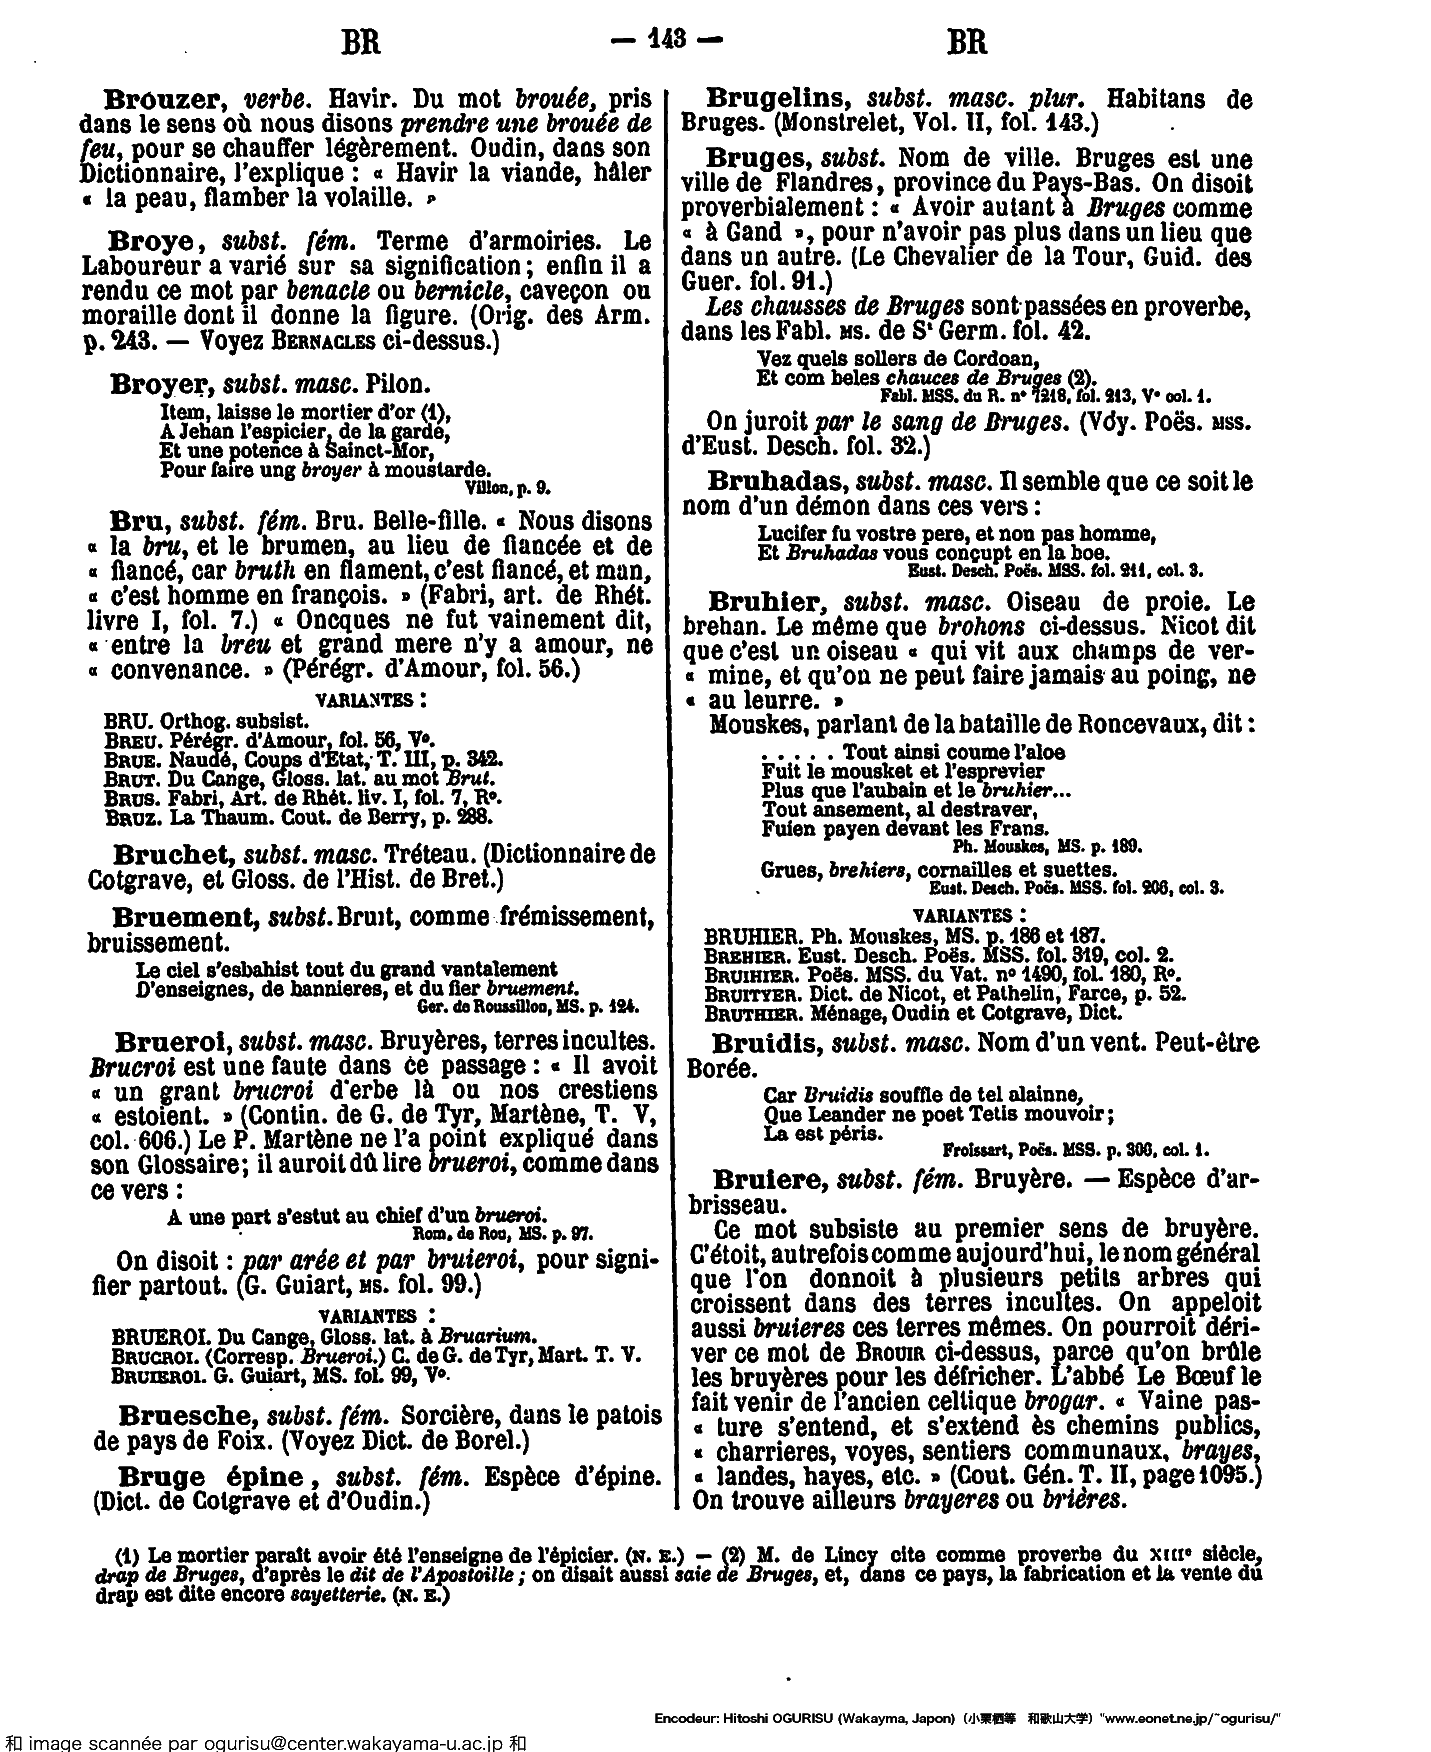 BR — 143 — BR
Brouzer, verbe. Havir. Du mot brouée, pris
dans le sens où nous disons prendre une brouée de
feu, pour se chauffer légèrement. Oudin, dans son
Dictionnaire, l'explique : « Havir la viande, hâler
« la peau, flamber la volaille. »
Broye, subst. fém. Terme d'armoiries. Le
Laboureur a varié sur sa signification ; enfin il a
rendu ce mot par benacle ou bernicle, caveçon ou
moraille dont il donne la figure. (Orig. des Arm.
p. 243. — Voyez BERNACLES ci-dessus.)
Broyer, subst. masc. Pilon.
Item, laisse le mortier d'or (1),
A Jehan l'espicier, de la garde,
Et une potence à Sainct-Mor,
Pour faire ung broyer à moustarde.
Villon, p. 9.
Bru, subst. fém. Bru. Belle-fille. « Nous disons
« la bru, et le brumen, au lieu de fiancée et de
« fiancé, car bruth en flament, c'est fiancé, et man,
« c'est homme en françois. » (Fabri, art. de Rhét.
livre I, fol. 7.) « Oncques ne fut vainement dit,
« entre la breu et grand mere n'y a amour, ne
« convenance. » (Pérégr. d'Amour, fol. 56.)
VARIANTES :
BRU. Orthog. subsist.
BREU. Pérégr. d'Amour, fol. 56, Vº.
BRUE. Naudé, Coups d'Etat, T. III, p. 342.
BRUT. Du Cange, Gloss. lat. au mot Brut.
BRUS. Fabri, Art. de Rhét. liv. I, fol. 7, Rº.
BRUZ. La Thaum. Cout. de Berry, p. 288.
Bruchet, subst. masc. Tréteau. (Dictionnaire de
Cotgrave, et Gloss. de l'Hist. de Bret.)
Bruement, subst. Bruit, comme frémissement,
bruissement.
Le ciel s'esbahist tout du grand vantalement
D'enseignes, de bannieres, et du fier bruement.
Ger. de Roussillon, MS. p. 124.
Brueroi, subst. masc. Bruyères, terres incultes.
Brucroi est une faute dans ce passage : « Il avoit
« un grant brucroi d'erbe là ou nos crestiens
« estoient. » (Contin. de G. de Tyr, Martène, T. V,
col. 606.) Le P. Martène ne l'a point expliqué dans
son Glossaire ; il auroit dû lire brueroi, comme dans
ce vers :
A une part s'estut au chief d'un brueroi.
Rom. de Rou, MS. p. 97.
On disoit : par arée et par bruieroi, pour signi-
fier partout. (G. Guiart, MS. fol. 99.)
VARIANTES :
BRUEROI. Du Cange, Gloss. lat. à Bruarium.
BRUCROI. (Corresp. Brueroi.) C. de G. de Tyr, Mart. T. V.
BRUIEROI. G. Guiart, MS. fol. 99, Vº.
Bruesche, subst. fém. Sorcière, dans le patois
de pays de Foix. (Voyez Dict. de Borel.)
Bruge épine, subst. fém. Espèce d'épine.
(Dict. de Cotgrave et d'Oudin.)
Brugelins, subst. masc. plur. Habitans de
Bruges. (Monstrelet, Vol. II, fol. 143.)
Bruges, subst. Nom de ville. Bruges est une
ville de Flandres, province du Pays-Bas. On disoit
proverbialement : « Avoir autant à Bruges comme
« à Gand », pour n'avoir pas plus dans un lieu que
dans un autre. (Le Chevalier de la Tour, Guid. des
Guer. fol. 91.)
Les chausses de Bruges sont passées en proverbe,
dans les Fabl. MS. de St Germ. fol. 42.
Vez quels sollers de Cordoan,
Et com beles chauces de Bruges (2).
Fabl. MSS. du R. nº 7218, fol. 213, Vº col. 1.
On juroit par le sang de Bruges. (Voy. Poës. MSS.
d'Eust. Desch. fol. 32.)
Bruhadas, subst. masc. Il semble que ce soit le
nom d'un démon dans ces vers :
Lucifer fu vostre pere, et non pas homme,
Et Bruhadas vous conçupt en la boe.
Eust. Desch. Poës. MSS. fol. 211, col. 3.
Bruhier, subst. masc. Oiseau de proie. Le
brehan. Le même que brohons ci-dessus. Nicot dit
que c'est un oiseau « qui vit aux champs de ver-
« mine, et qu'on ne peut faire jamais au poing, ne
« au leurre. »
Mouskes, parlant de la bataille de Roncevaux, dit :
. . . . . Tout ainsi coume l'aloe
Fuit le mousket et l'esprevier
Plus que l'aubain et le bruhier...
Tout ansement, al destraver,
Fuien payen devant les Frans.
Ph. Mouskes, MS. p. 189.
Grues, brehiers, cornailles et suettes.
Eust. Desch. Poës. MSS. fol. 206, col. 3.
VARIANTES :
BRUHIER. Ph. Mouskes, MS. p. 186 et 187.
BREHIER. Eust. Desch. Poës. MSS. fol. 319, col. 2.
BRUIHIER. Poës. MSS. du Vat. nº 1490, fol. 180, Rº.
BRUITYER. Dict. de Nicot, et Pathelin, Farce, p. 52.
BRUTHIER. Ménage, Oudin et Cotgrave, Dict.
Bruidis, subst. masc. Nom d'un vent. Peut-être
Borée.
Car Bruidis souffle de tel alainne,
Que Leander ne poet Tetis mouvoir ;
La est péris.
Froissart, Poës. MSS. p. 306, col. 1.
Bruiere, subst. fém. Bruyère. — Espèce d'ar-
brisseau.
Ce mot subsiste au premier sens de bruyère.
C'étoit, autrefois comme aujourd'hui, le nom général
que l'on donnoit à plusieurs petits arbres qui
croissent dans des terres incultes. On appeloit
aussi bruieres ces terres mêmes. On pourroit déri-
ver ce mot de BROUIR ci-dessus, parce qu'on brûle
les bruyères pour les défricher. L'abbé Le Bœuf le
fait venir de l'ancien celtique brogar. « Vaine pas-
« ture s'entend, et s'extend ès chemins publics,
« charrieres, voyes, sentiers communaux, brayes,
« landes, hayes, etc. » (Cout. Gén. T. II, page 1095.)
On trouve ailleurs brayeres ou brières.
(1) Le mortier paraît avoir été l'enseigne de l'épicier. (N. E.) — (2) M. de Lincy cite comme proverbe du XIIIe siècle,
drap de Bruges, d'après le dit de l'Apostoille ; on disait aussi saie de Bruges, et, dans ce pays, la fabrication et la vente du
drap est dite encore sayetterie. (N. E.)
Encodeur: Hitoshi OGURISU (Wakayma, Japon) (小栗栖等 和歌山大学) "www.eonet.ne.jp/~ogurisu/"
和 image scannée par ogurisu@center.wakayama-u.ac.jp 和